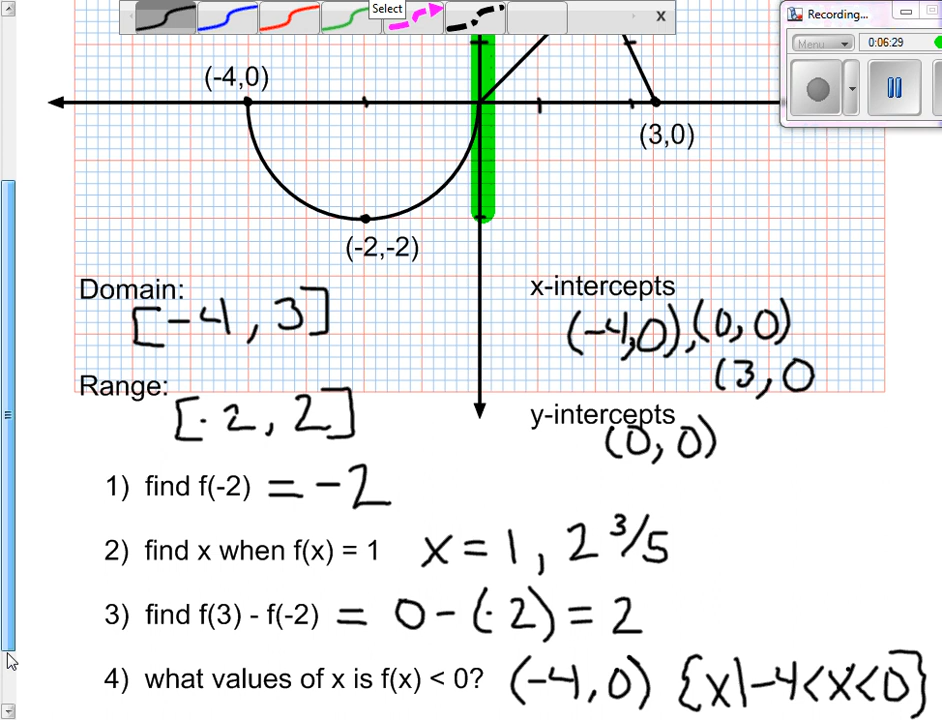 Select
X
Recording...
Menu
0:06:29
(-4,0)
(3,0)
(-2,-2)
Domain:
[-4, 3]
x-intercepts
(-4,0),(0,0)
(3,0
Range:
[-2, 2]
y-intercepts
(0,0)
1) find f(-2) = -2
2) find x when f(x) = 1 x = 1, 2 3/5
3) find f(3) - f(-2) = 0 - (-2) = 2
4) what values of x is f(x) < 0? (-4,0) {x|-4<x<0}